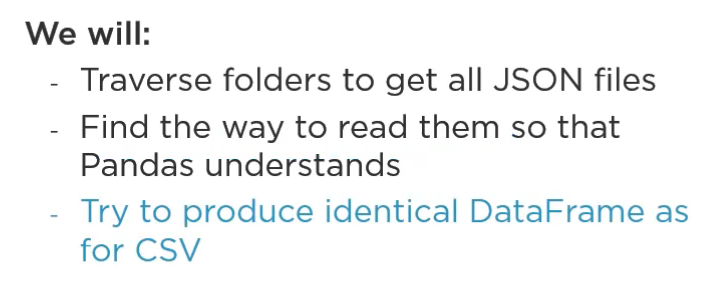 We will:
- Traverse folders to get all JSON files
- Find the way to read them so that
Pandas understands
- Try to produce identical DataFrame as
for CSV